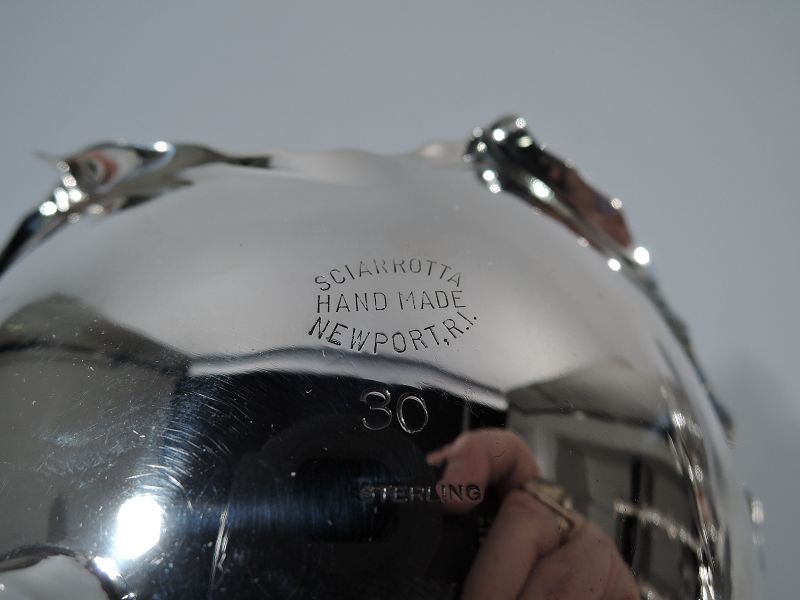 SCIARROTTA
HAND MADE
NEWPORT, R.I.
30
STERLING